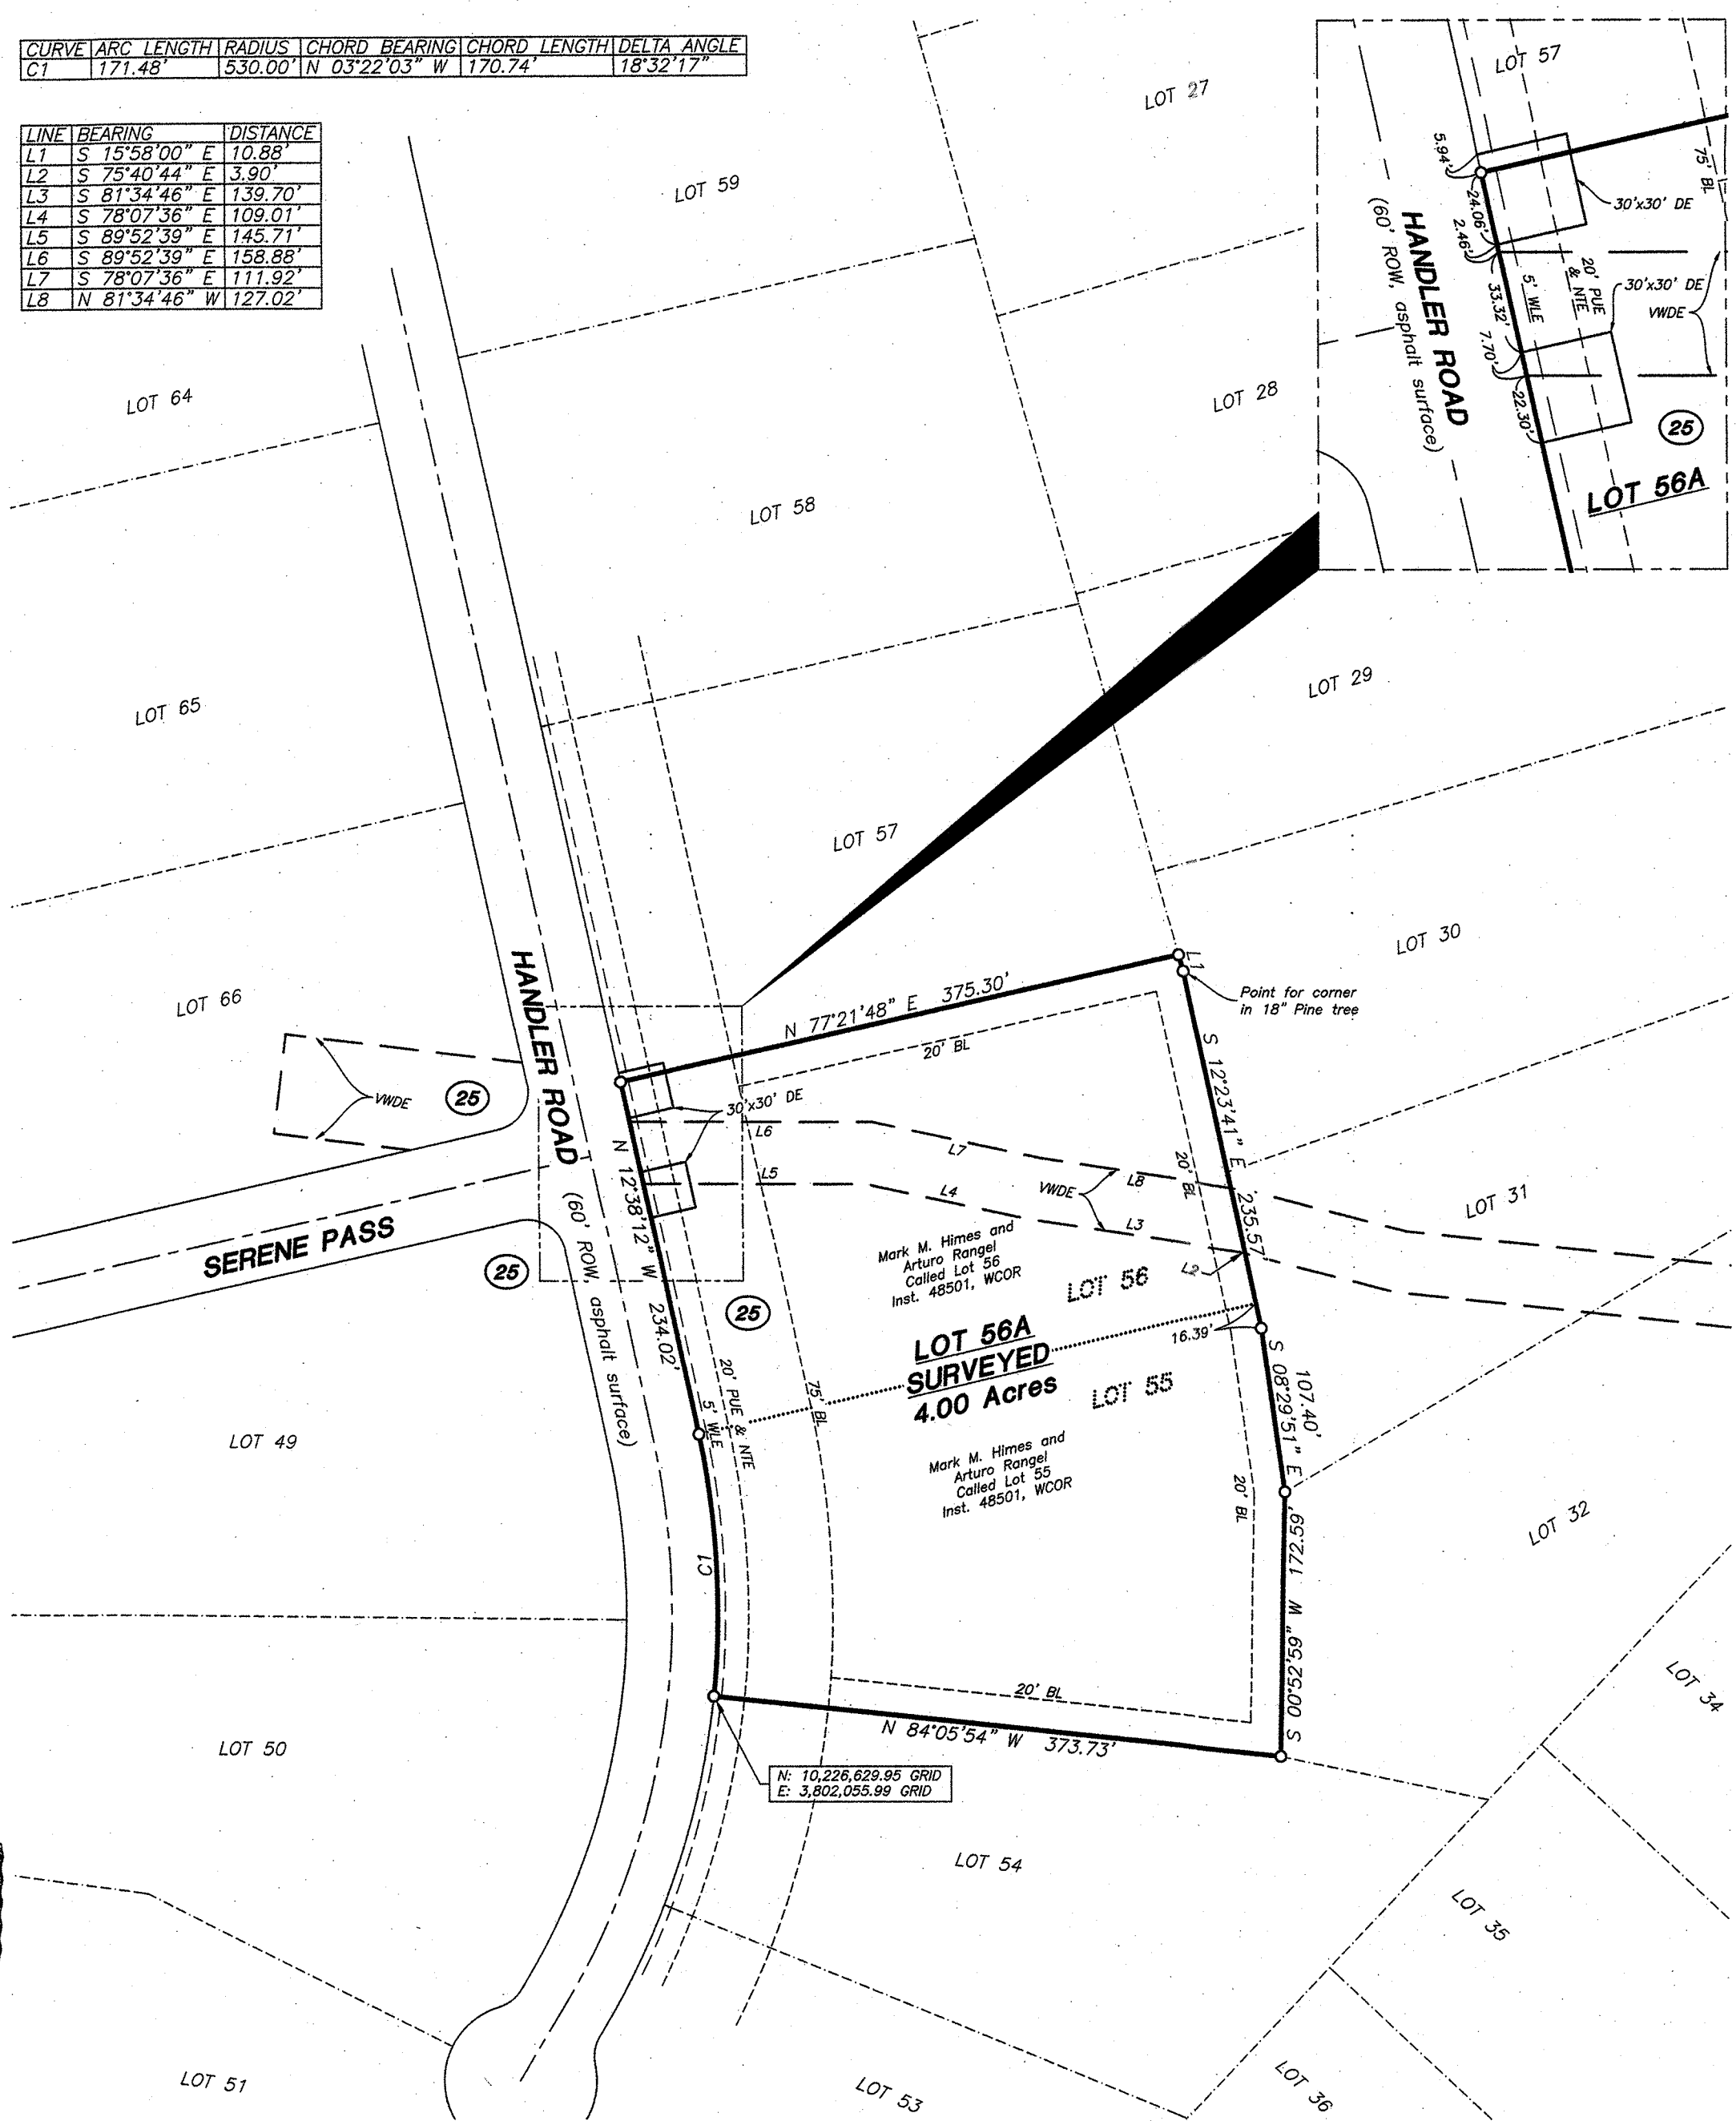 CURVE ARC LENGTH RADIUS CHORD BEARING CHORD LENGTH DELTA ANGLE
C1 171.48' 530.00' N 03°22'03" W 170.74' 18°32'17"
LINE BEARING DISTANCE
L1 S 15°58'00" E 10.88'
L2 S 75°40'44" E 3.90'
L3 S 81°34'46" E 139.70'
L4 S 78°07'36" E 109.01'
L5 S 89°52'39" E 145.71'
L6 S 89°52'39" E 158.88'
L7 S 78°07'36" E 111.92'
L8 N 81°34'46" W 127.02'
LOT 57
5.94'
24.06'
2.46'
33.32'
7.70'
22.30'
75' BL
30'x30' DE
20' PUE
& NTE
5' WLE
30'x30' DE
VWDE
HANDLER ROAD
(60' ROW, asphalt surface)
25
LOT 56A
LOT 27
LOT 59
LOT 64
LOT 28
LOT 58
LOT 29
LOT 65
LOT 57
LOT 30
LOT 66
HANDLER ROAD
(60' ROW, asphalt surface)
N 77°21'48" E 375.30'
L1
Point for corner
in 18" Pine tree
20' BL
VWDE
25
30'x30' DE
L6
L7
L8
S 12°23'41" E 235.57'
20' BL
N 12°38'12" W 234.02'
L5
L4
VWDE
L3
L2
LOT 31
SERENE PASS
25
25
Mark M. Himes and
Arturo Rangel
Called Lot 56
Inst. 48501, WCOR
LOT 56
16.39'
LOT 56A
SURVEYED
4.00 Acres
LOT 55
S 08°29'51" E
107.40'
20' PUE & NTE
5' WLE
75' BL
LOT 49
Mark M. Himes and
Arturo Rangel
Called Lot 55
Inst. 48501, WCOR
20' BL
LOT 32
C1
S 00°52'59" W 172.59'
20' BL
N 84°05'54" W 373.73'
LOT 34
LOT 50
N: 10,226,629.95 GRID
E: 3,802,055.99 GRID
LOT 54
LOT 35
LOT 51
LOT 53
LOT 36